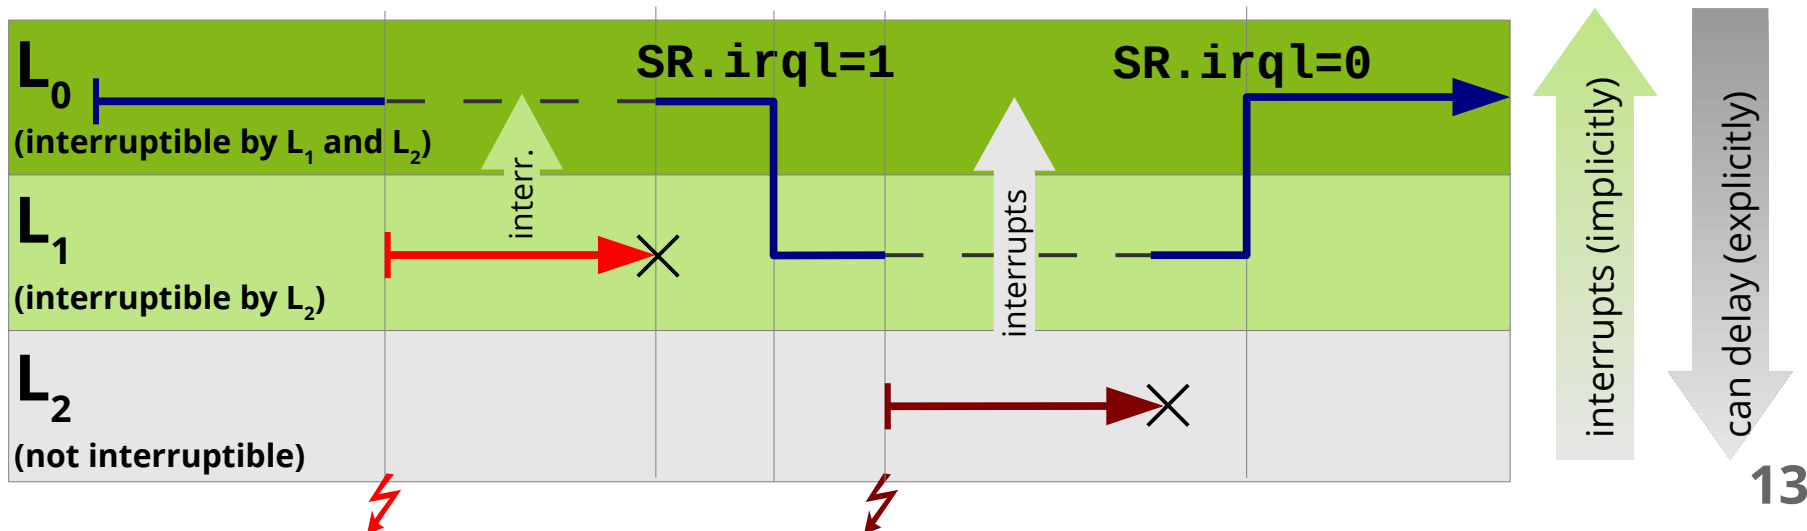 L0
(interruptible by L1 and L2)
SR.irql=1
SR.irql=0
interr.
L1
(interruptible by L2)
interrupts
L2
(not interruptible)
interrupts (implicitly)
can delay (explicitly)
13